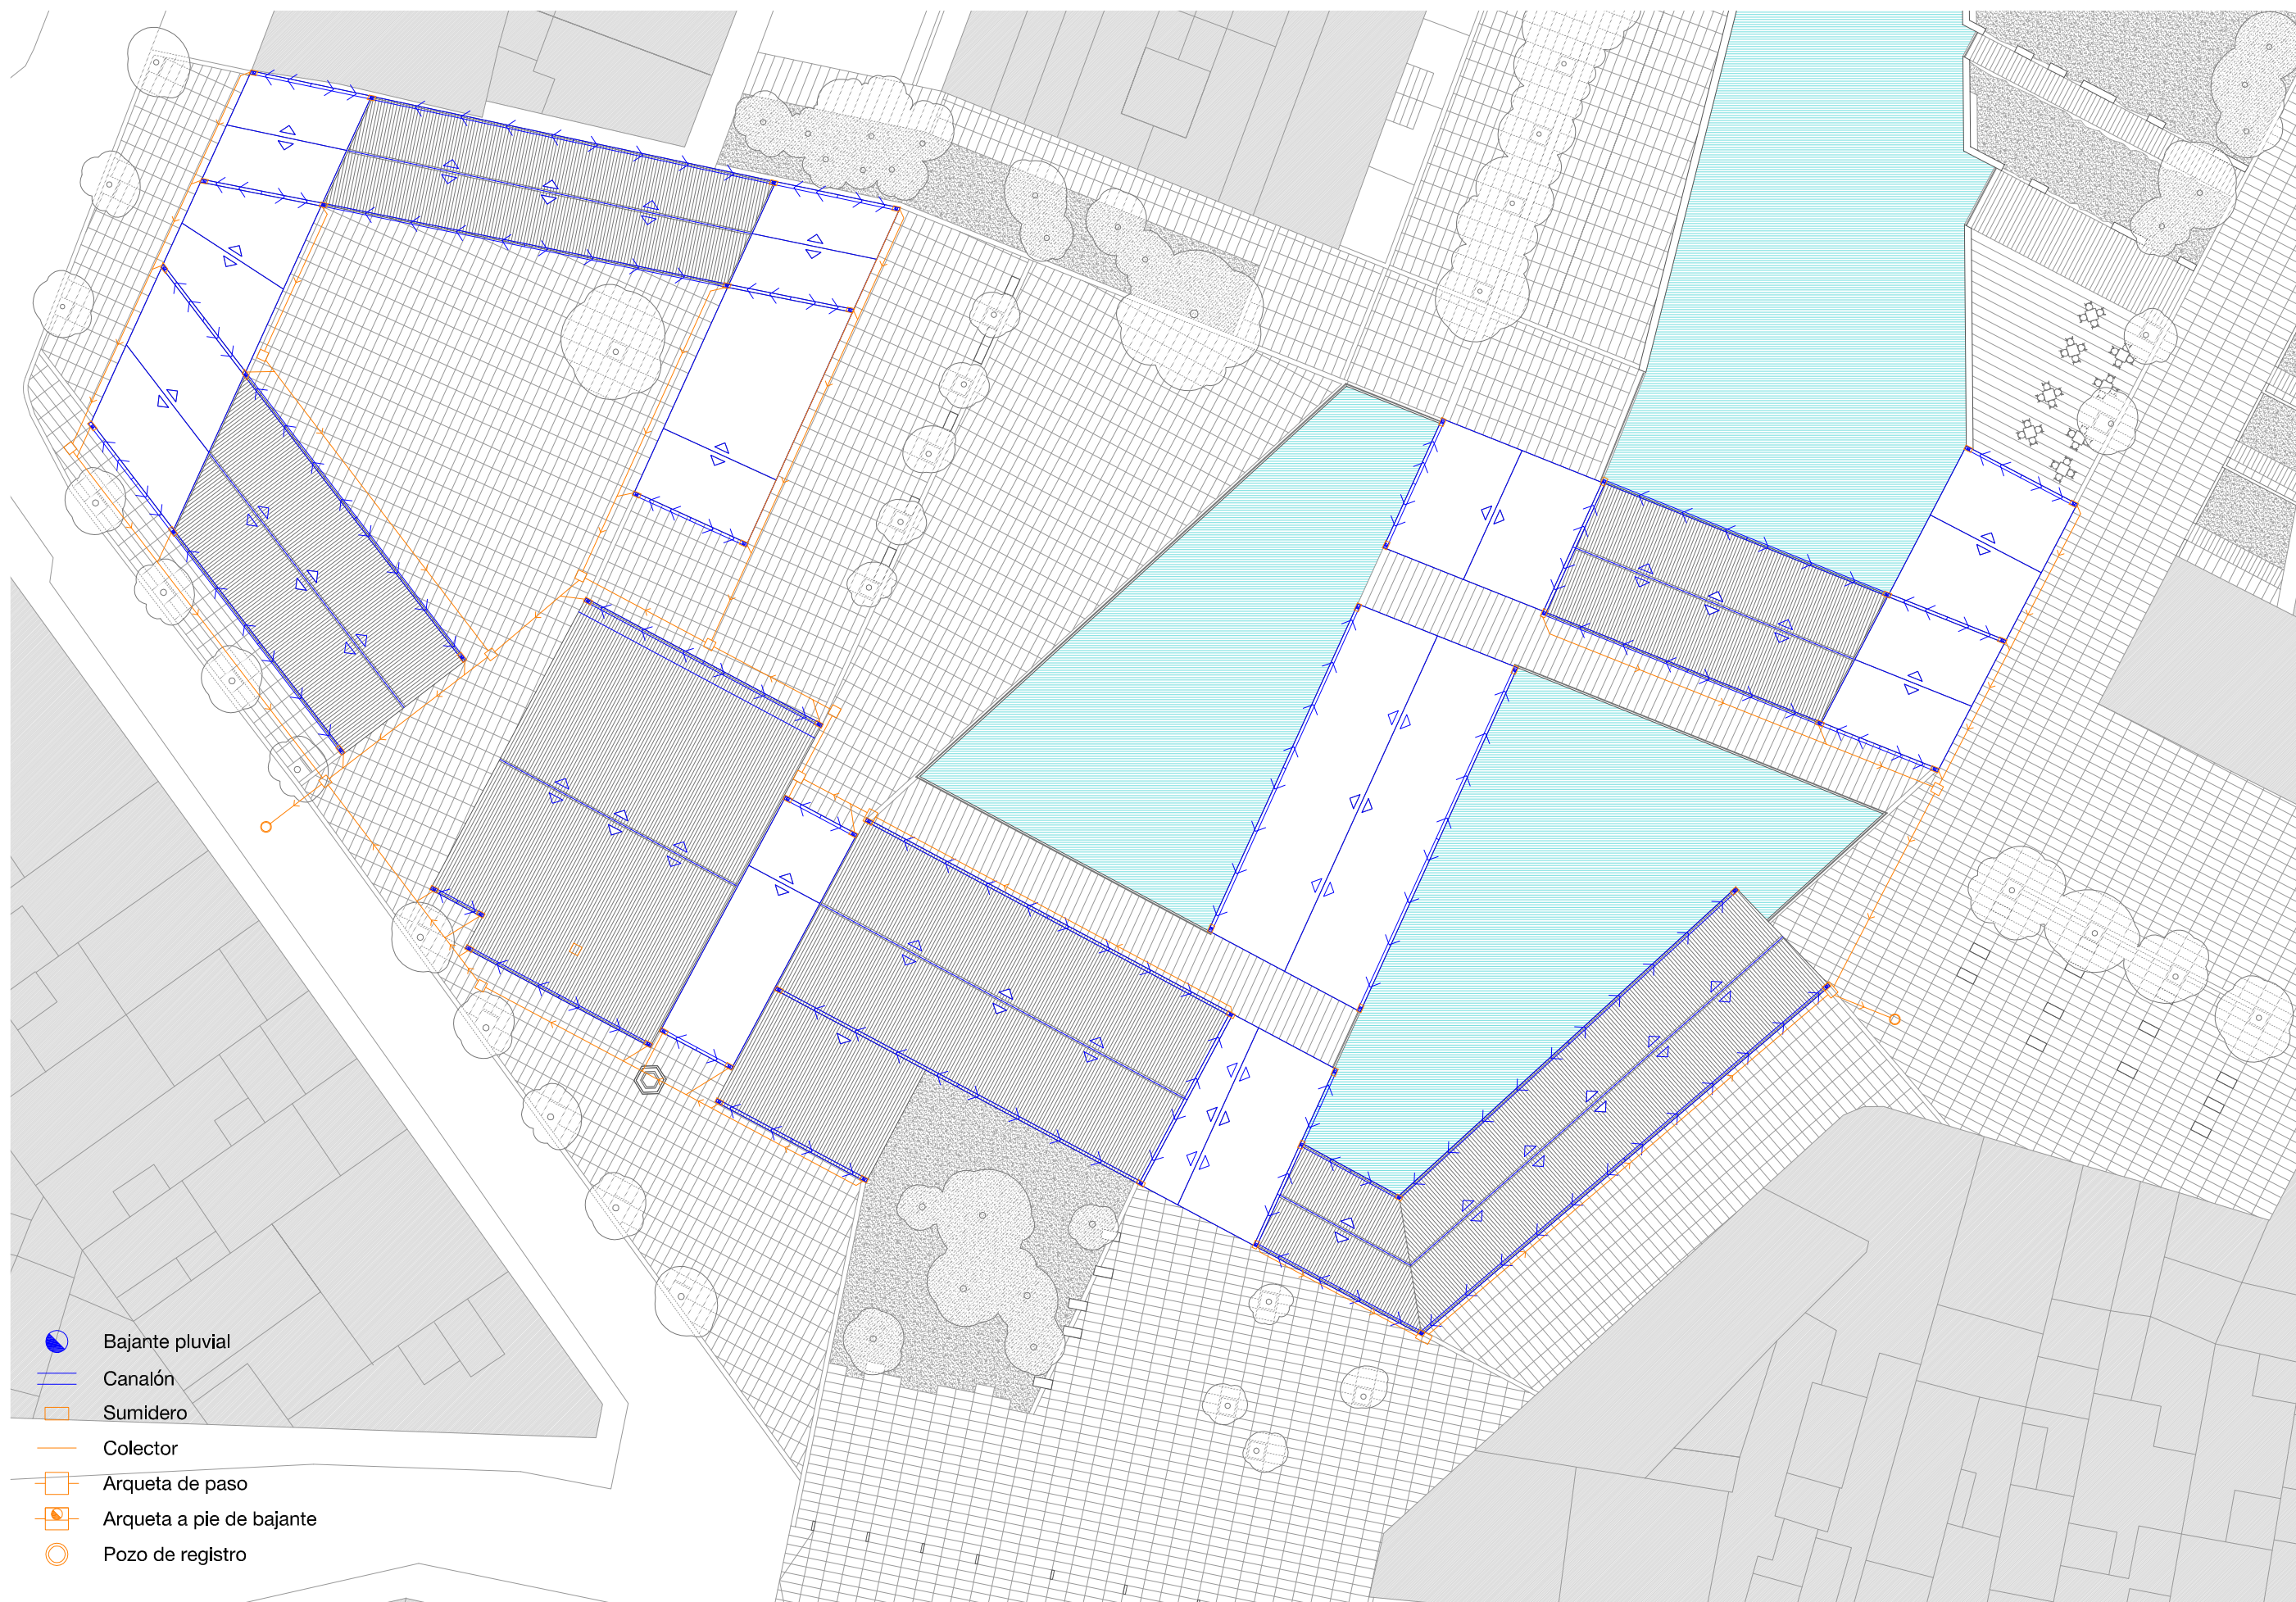 Bajante pluvial
Canalón
Sumidero
Colector
Arqueta de paso
Arqueta a pie de bajante
Pozo de registro